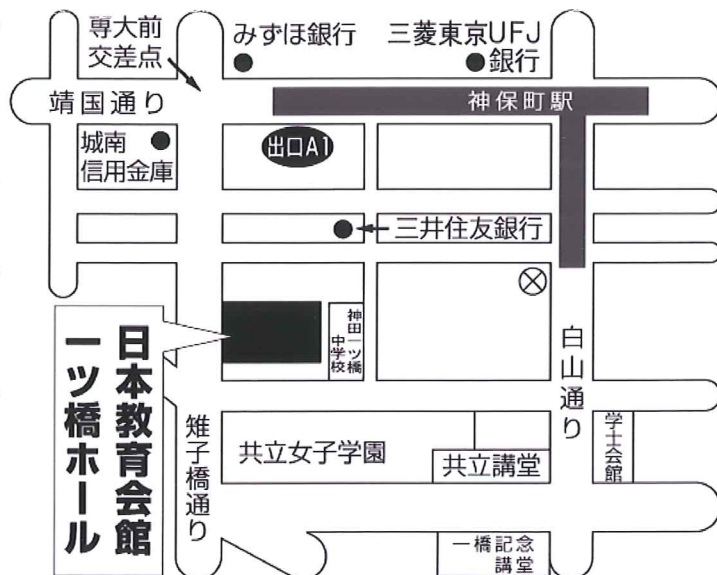 専大前
交差点
みずほ銀行
三菱東京UFJ
銀行
靖国通り
神保町駅
城南
信用金庫
出口A1
三井住友銀行
神田一ツ橋
中学校
白山通り
日本教育会館
一ツ橋ホール
雉子橋通り
共立女子学園
共立講堂
学士会館
一橋記念
講堂